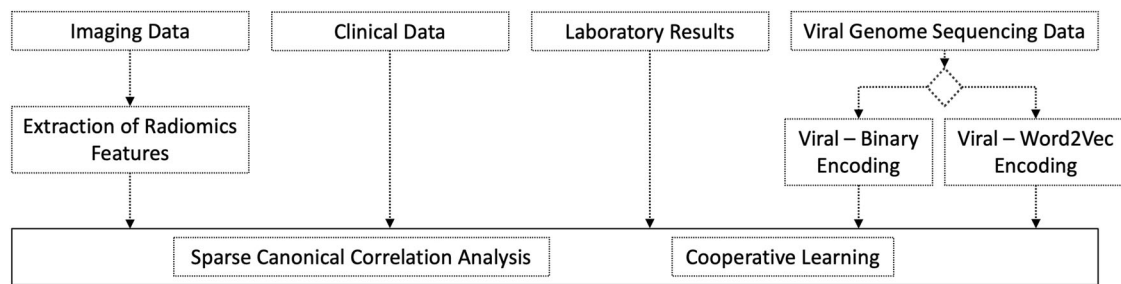 Imaging Data
Clinical Data
Laboratory Results
Viral Genome Sequencing Data
Extraction of Radiomics
Features
Viral – Binary
Encoding
Viral – Word2Vec
Encoding
Sparse Canonical Correlation Analysis
Cooperative Learning